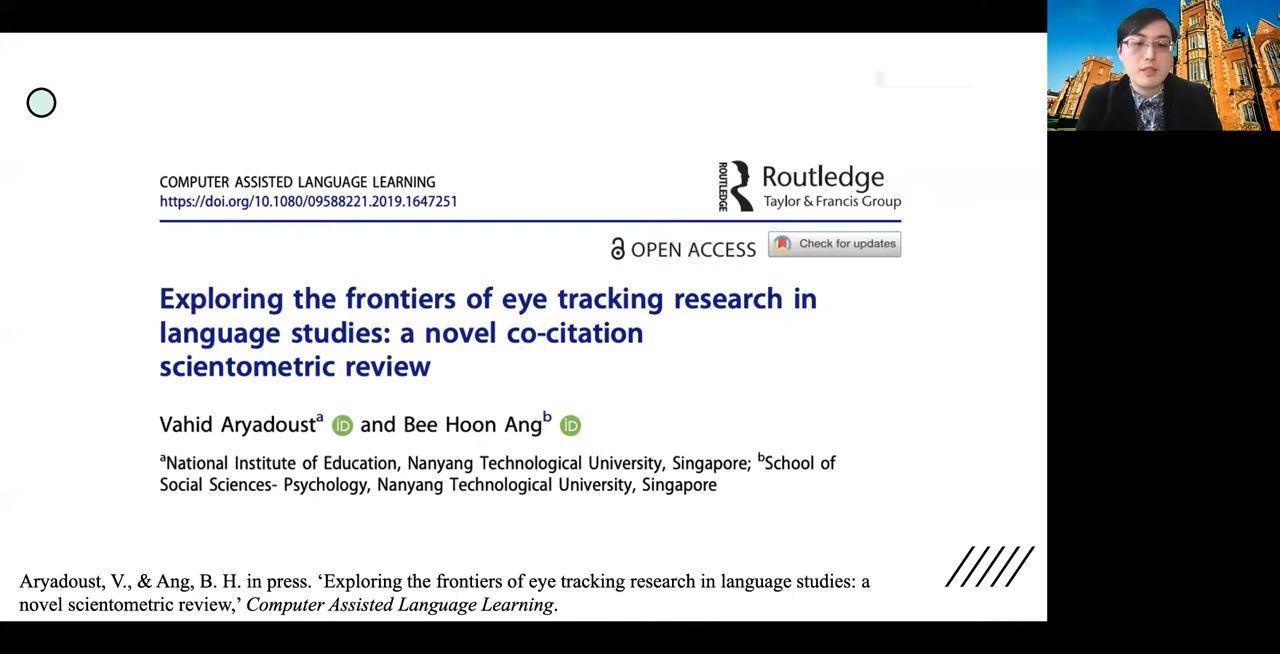 COMPUTER ASSISTED LANGUAGE LEARNING
https://doi.org/10.1080/09588221.2019.1647251
ROUTLEDGE
Routledge
Taylor & Francis Group
OPEN ACCESS
Check for updates
Exploring the frontiers of eye tracking research in
language studies: a novel co-citation
scientometric review
Vahid Aryadoustª iD and Bee Hoon Angᵇ iD
ªNational Institute of Education, Nanyang Technological University, Singapore; ᵇSchool of
Social Sciences- Psychology, Nanyang Technological University, Singapore
Aryadoust, V., & Ang, B. H. in press. ‘Exploring the frontiers of eye tracking research in language studies: a
novel scientometric review,’ Computer Assisted Language Learning.